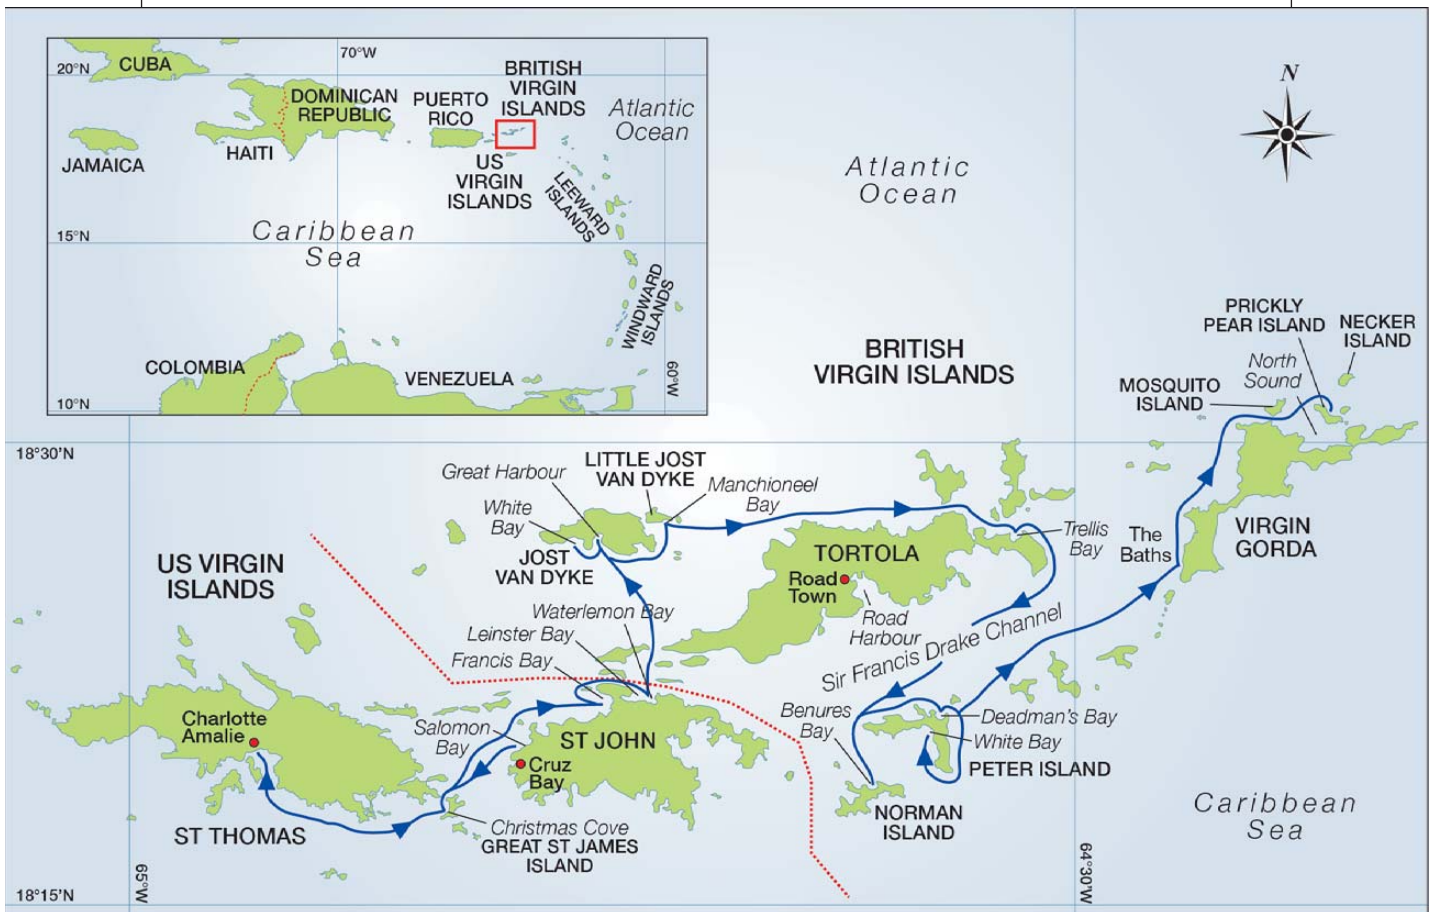 70°W
20°N
CUBA
BRITISH
VIRGIN
ISLANDS
DOMINICAN
REPUBLIC
PUERTO
RICO
Atlantic
Ocean
JAMAICA
HAITI
US
VIRGIN
ISLANDS
LEEWARD
ISLANDS
15°N
Caribbean
Sea
WINDWARD
ISLANDS
COLOMBIA
VENEZUELA
60°W
10°N
N
Atlantic
Ocean
BRITISH
VIRGIN ISLANDS
PRICKLY
PEAR ISLAND
NECKER
ISLAND
North
Sound
MOSQUITO
ISLAND
18°30'N
Great Harbour
LITTLE JOST
VAN DYKE
Manchioneel
Bay
White
Bay
JOST
VAN DYKE
TORTOLA
Trellis
Bay
The
Baths
VIRGIN
GORDA
US VIRGIN
ISLANDS
Road
Town
Road
Harbour
Waterlemon Bay
Leinster Bay
Francis Bay
Sir Francis Drake Channel
Charlotte
Amalie
Salomon
Bay
ST JOHN
Cruz
Bay
Benures
Bay
Deadman's Bay
White Bay
PETER ISLAND
ST THOMAS
Christmas Cove
GREAT ST JAMES
ISLAND
NORMAN
ISLAND
Caribbean
Sea
65°W
64°30'W
18°15'N